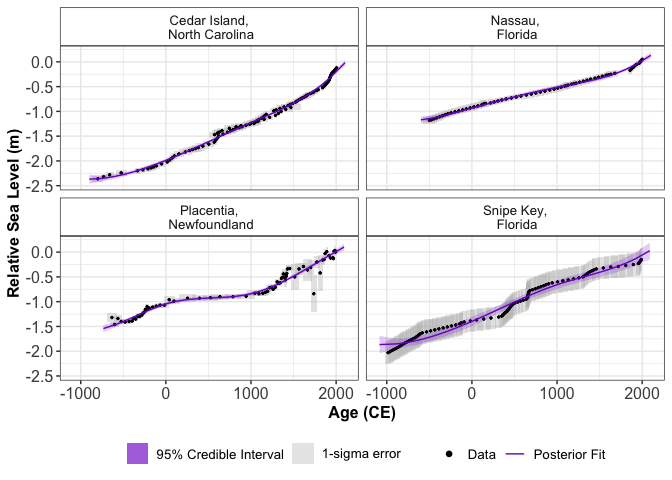 Cedar Island,
North Carolina
Nassau,
Florida
0.0
-0.5
-1.0
-1.5
-2.0
-2.5
Placentia,
Newfoundland
Snipe Key,
Florida
0.0
-0.5
-1.0
-1.5
-2.0
-2.5
Relative Sea Level (m)
-1000 0 1000 2000 -1000 0 1000 2000
Age (CE)
95% Credible Interval 1-sigma error Data Posterior Fit